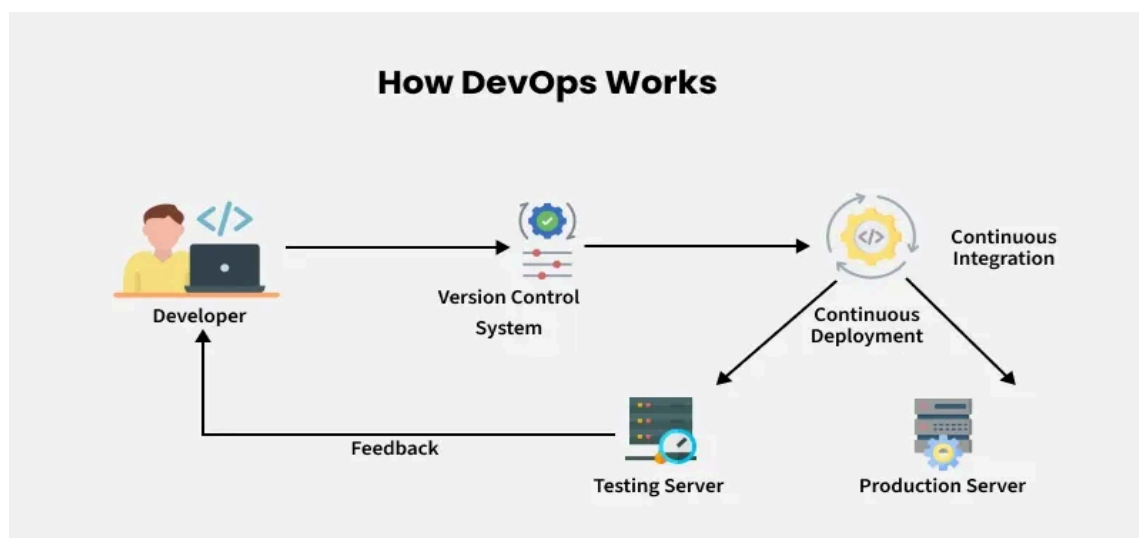 How DevOps Works
</>
</>
Continuous
Integration
Version Control
System
Developer
Continuous
Deployment
Feedback
Testing Server
Production Server